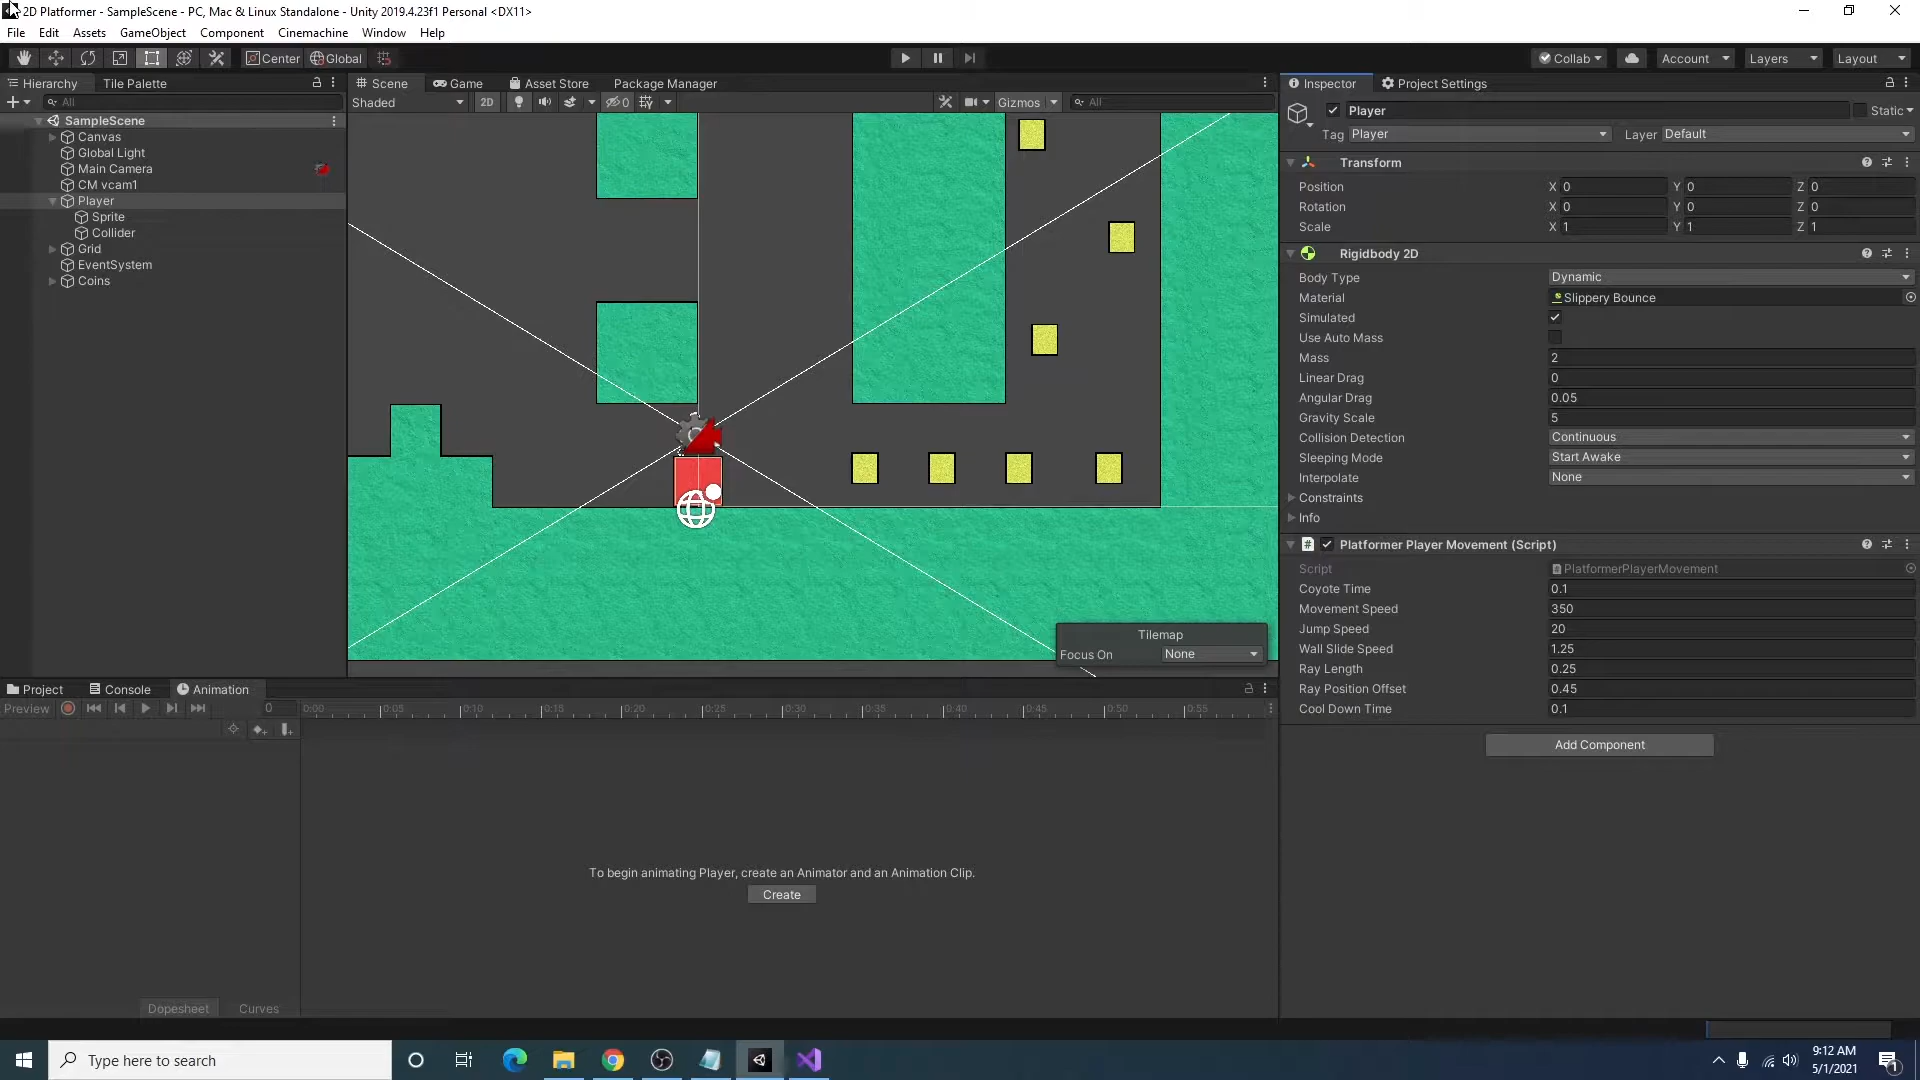 2D Platformer - SampleScene - PC, Mac & Linux Standalone - Unity 2019.4.23f1 Personal <DX11>
File Edit Assets GameObject Component Cinemachine Window Help
Center Global Collab Account Layers Layout
Hierarchy Tile Palette
All
SampleScene
Canvas
Global Light
Main Camera
CM vcam1
Player
Sprite
Collider
Grid
EventSystem
Coins
Scene Game Asset Store Package Manager
Shaded 2D 0 Gizmos All
Tilemap
Focus On None
Inspector Project Settings
Player Static
Tag Player Layer Default
Transform
Position X 0 Y 0 Z 0
Rotation X 0 Y 0 Z 0
Scale X 1 Y 1 Z 1
Rigidbody 2D
Body Type Dynamic
Material Slippery Bounce
Simulated
Use Auto Mass
Mass 2
Linear Drag 0
Angular Drag 0.05
Gravity Scale 5
Collision Detection Continuous
Sleeping Mode Start Awake
Interpolate None
Constraints
Info
Platformer Player Movement (Script)
Script PlatformerPlayerMovement
Coyote Time 0.1
Movement Speed 350
Jump Speed 20
Wall Slide Speed 1.25
Ray Length 0.25
Ray Position Offset 0.45
Cool Down Time 0.1
Add Component
Project Console Animation
Preview 0 0:00 0:05 0:10 0:15 0:20 0:25 0:30 0:35 0:40 0:45 0:50 0:55
To begin animating Player, create an Animator and an Animation Clip.
Create
Dopesheet Curves
Type here to search
9:12 AM
5/1/2021
1